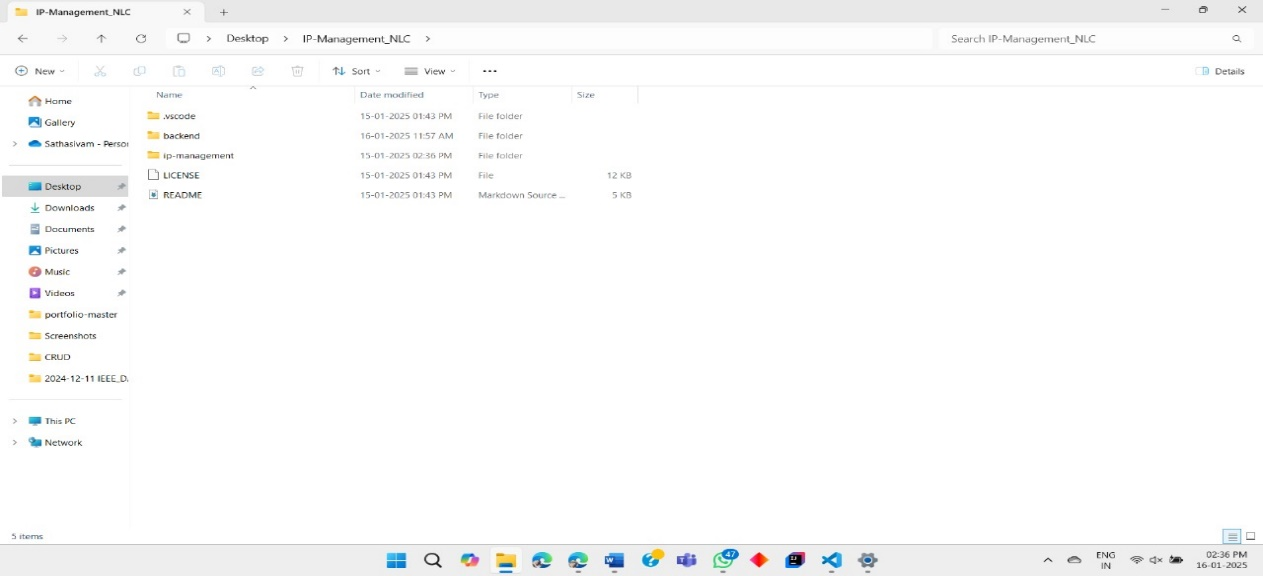 IP-Management_NLC
Desktop > IP-Management_NLC >
Search IP-Management_NLC
New
Sort
View
...
Details
Name
Date modified
Type
Size
Home
Gallery
Sathasivam - Person
Desktop
Downloads
Documents
Pictures
Music
Videos
portfolio-master
Screenshots
CRUD
2024-12-11 IEEE_D
This PC
Network
.vscode 15-01-2025 01:43 PM File folder
backend 16-01-2025 11:57 AM File folder
ip-management 15-01-2025 02:36 PM File folder
LICENSE 15-01-2025 01:43 PM File 12 KB
README 15-01-2025 01:43 PM Markdown Source ... 5 KB
5 items
47
ENG
IN
02:36 PM
16-01-2025